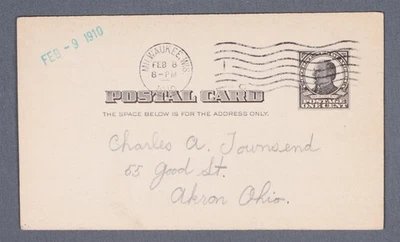 FEB -9 1910
MILWAUKEE, WIS.
FEB 8
8-PM
POSTAL CARD
THE SPACE BELOW IS FOR THE ADDRESS ONLY.
POSTAGE
ONE CENT
Charles A. Townsend
65 Good St.
Akron Ohio.